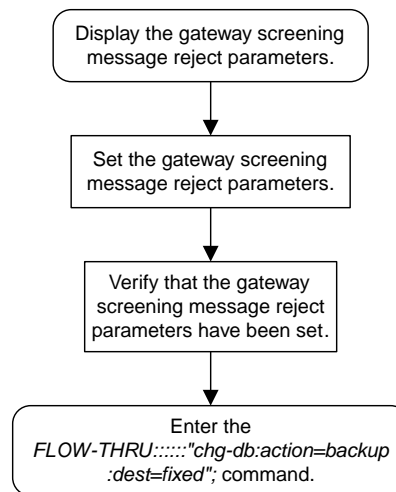 Display the gateway screening
message reject parameters.
Set the gateway screening
message reject parameters.
Verify that the gateway
screening message reject
parameters have been set.
Enter the
FLOW-THRU::::::"chg-db:action=backup
:dest=fixed"; command.